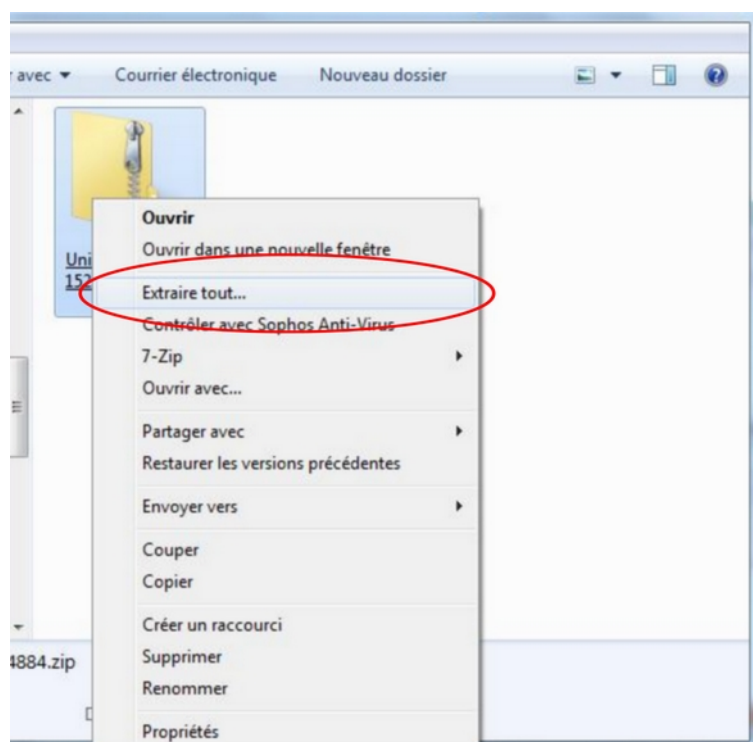 avec
Courrier électronique
Nouveau dossier
Uni
152
Ouvrir
Ouvrir dans une nouvelle fenêtre
Extraire tout...
Contrôler avec Sophos Anti-Virus
7-Zip
Ouvrir avec...
Partager avec
Restaurer les versions précédentes
Envoyer vers
Couper
Copier
Créer un raccourci
Supprimer
Renommer
Propriétés
4884.zip